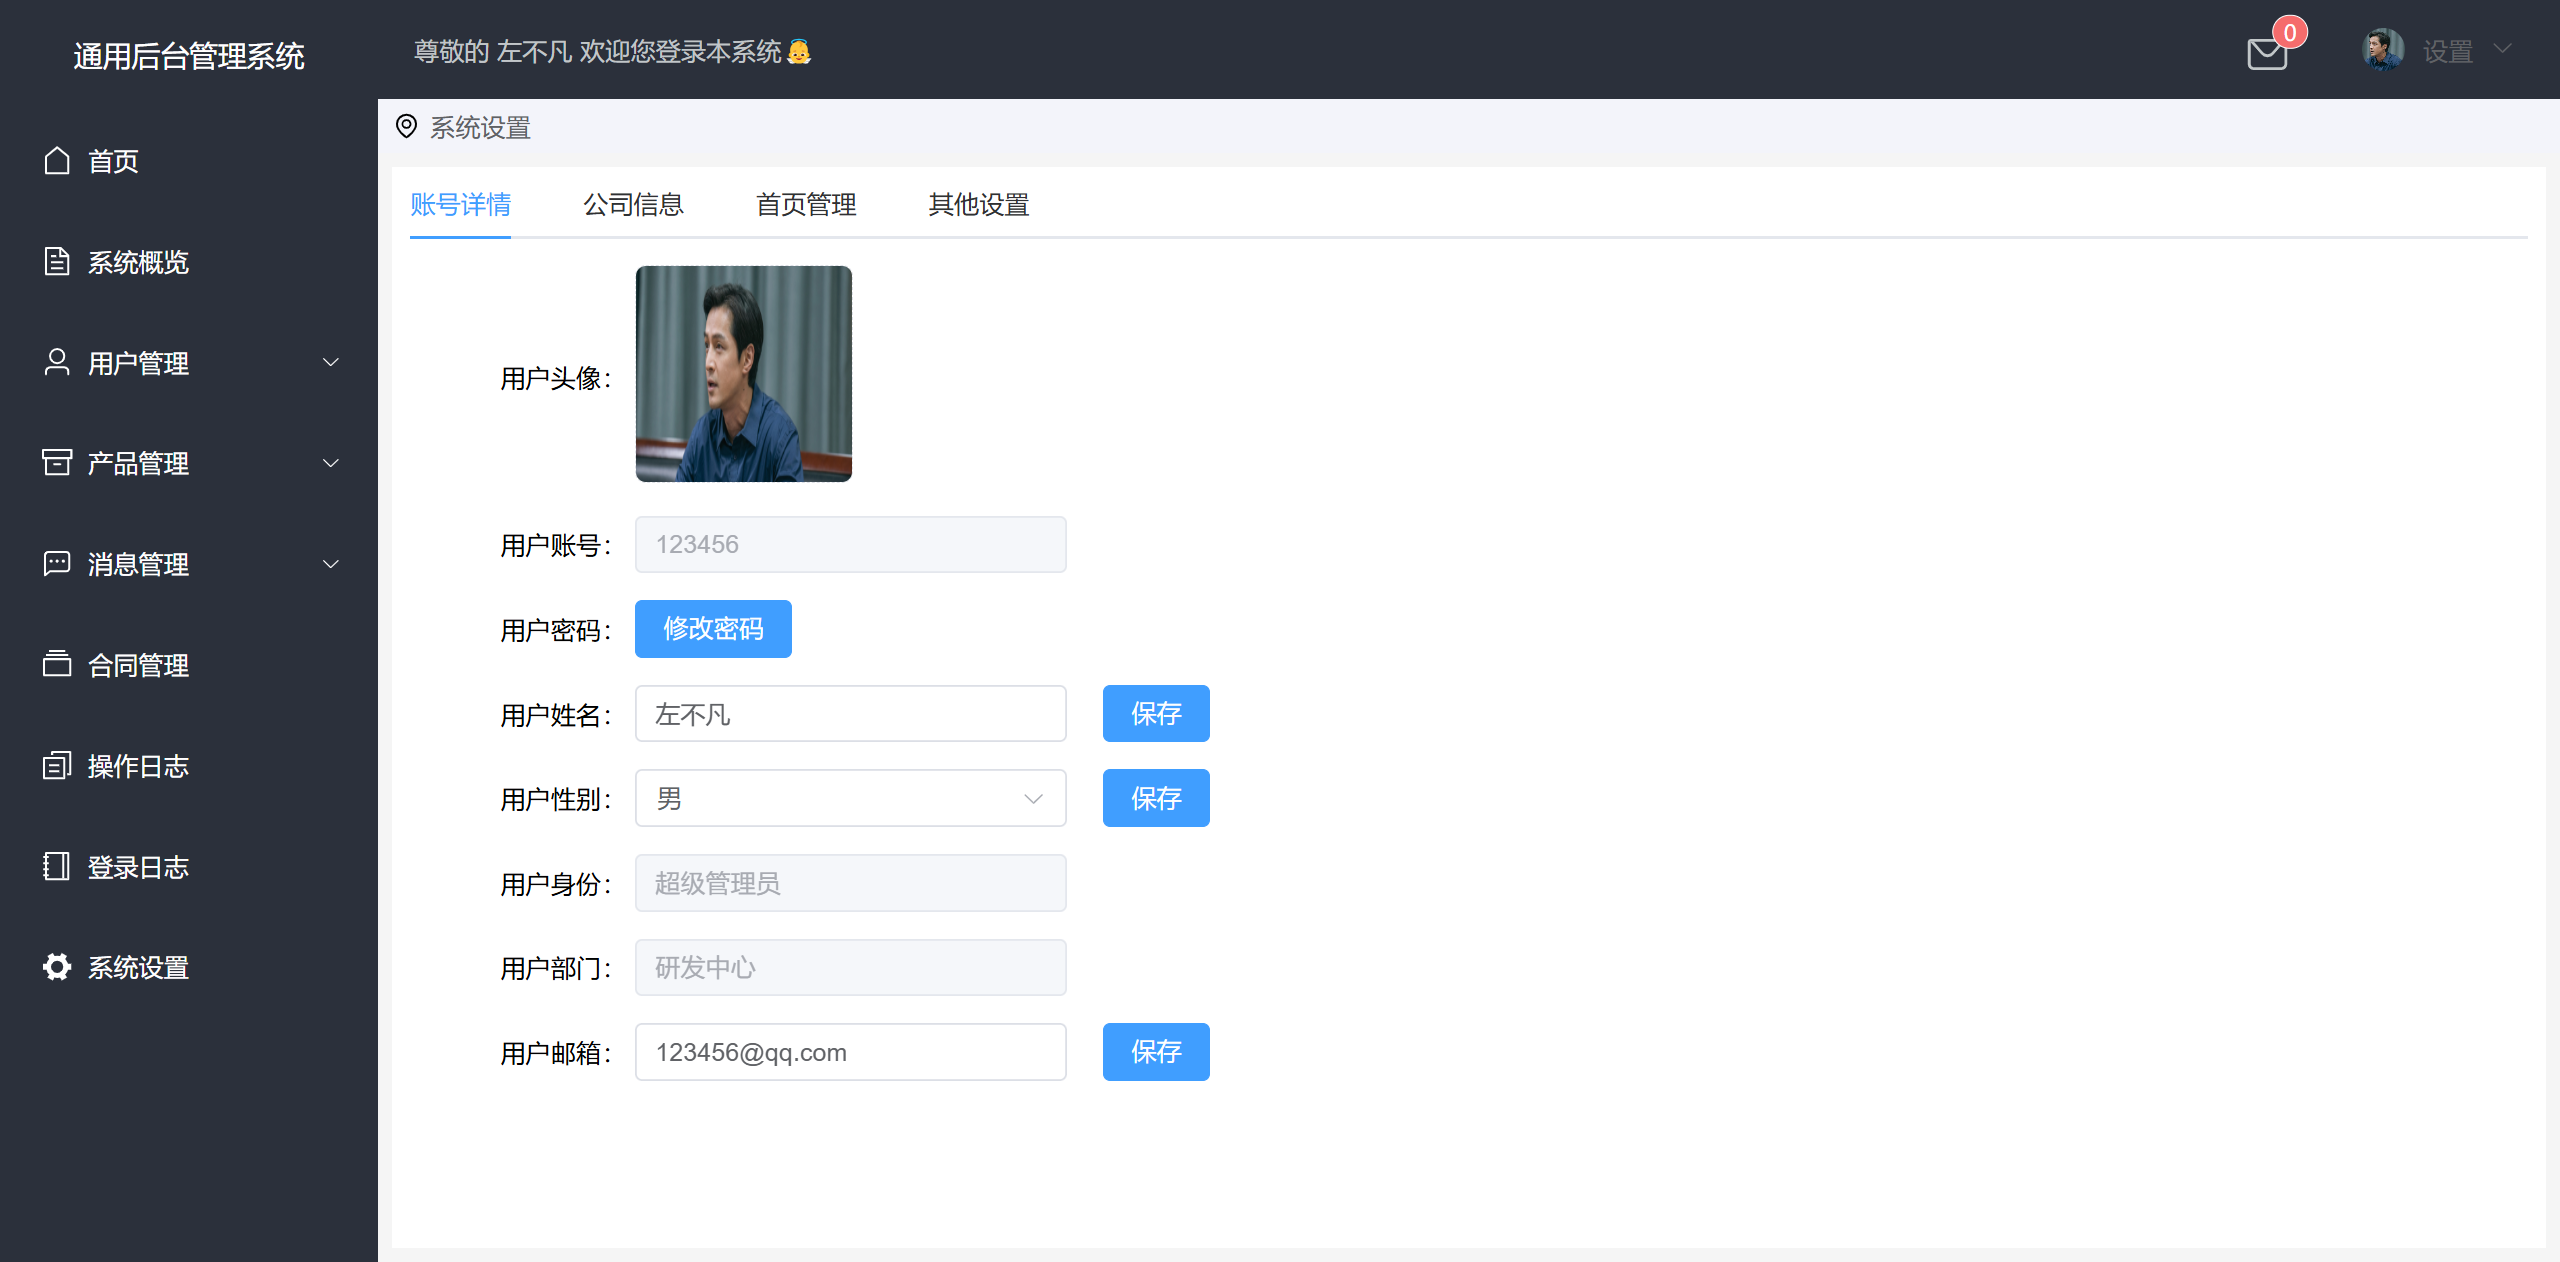 通用后台管理系统
尊敬的 左不凡 欢迎您登录本系统
0
设置
首页
系统概览
用户管理
产品管理
消息管理
合同管理
操作日志
登录日志
系统设置
系统设置
账号详情 公司信息 首页管理 其他设置
用户头像：
用户账号： 123456
用户密码： 修改密码
用户姓名： 左不凡 保存
用户性别： 男 保存
用户身份： 超级管理员
用户部门： 研发中心
用户邮箱： 123456@qq.com 保存